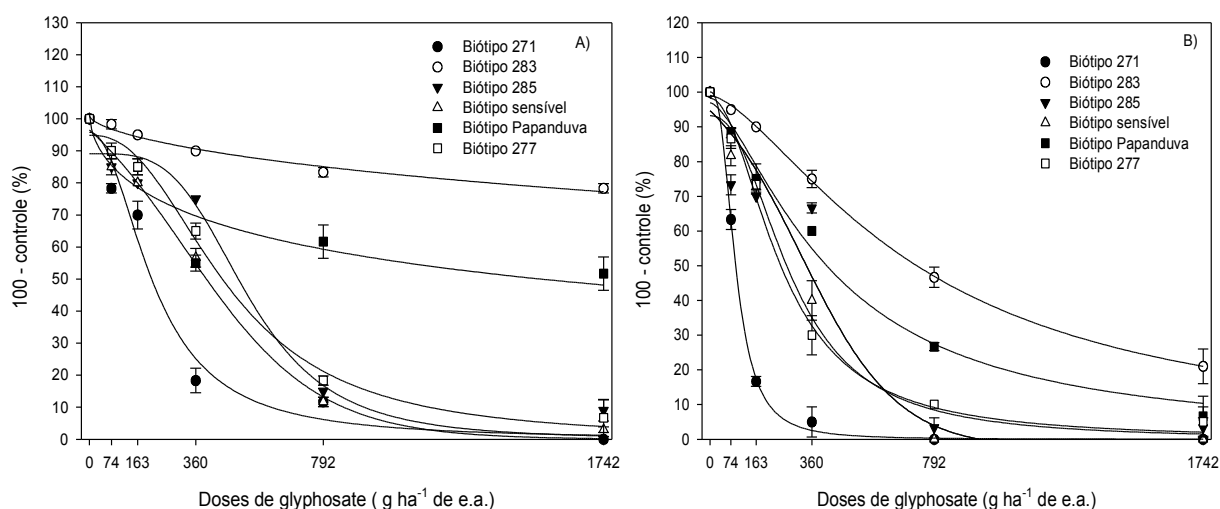 A)
Biótipo 271
Biótipo 283
Biótipo 285
Biótipo sensível
Biótipo Papanduva
Biótipo 277
100 - controle (%)
130
120
110
100
90
80
70
60
50
40
30
20
10
0
0 74 163 360 792 1742
Doses de glyphosate ( g ha⁻¹ de e.a.)
B)
Biótipo 271
Biótipo 283
Biótipo 285
Biótipo sensível
Biótipo Papanduva
Biótipo 277
100 - controle (%)
120
110
100
90
80
70
60
50
40
30
20
10
0
0 74 163 360 792 1742
Doses de glyphosate (g ha⁻¹ de e.a.)